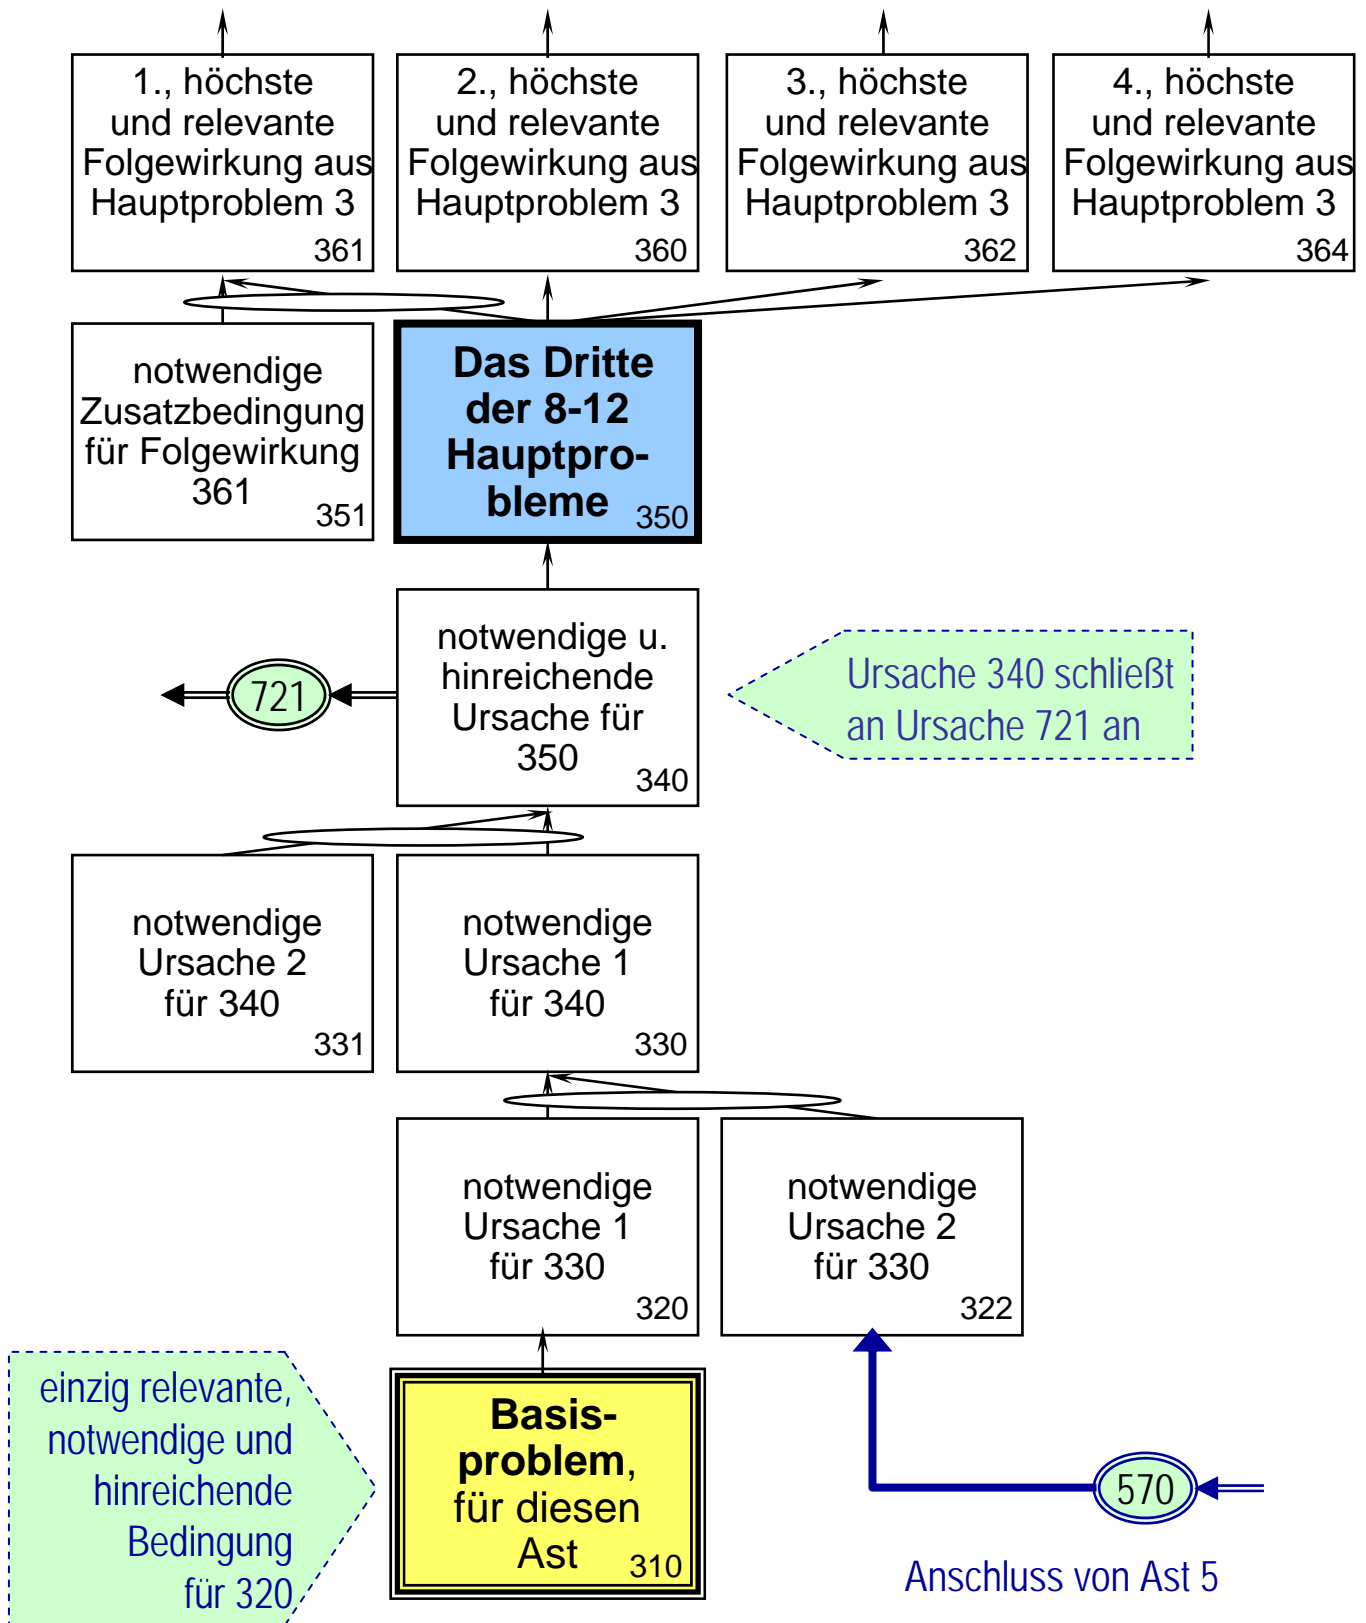 1., höchste
und relevante
Folgewirkung aus
Hauptproblem 3
361
2., höchste
und relevante
Folgewirkung aus
Hauptproblem 3
360
3., höchste
und relevante
Folgewirkung aus
Hauptproblem 3
362
4., höchste
und relevante
Folgewirkung aus
Hauptproblem 3
364
notwendige
Zusatzbedingung
für Folgewirkung
361
351
Das Dritte
der 8-12
Hauptpro-
bleme
350
721
notwendige u.
hinreichende
Ursache für
350
340
Ursache 340 schließt
an Ursache 721 an
notwendige
Ursache 2
für 340
331
notwendige
Ursache 1
für 340
330
notwendige
Ursache 1
für 330
320
notwendige
Ursache 2
für 330
322
einzig relevante,
notwendige und
hinreichende
Bedingung
für 320
Basis-
problem,
für diesen
Ast
310
570
Anschluss von Ast 5